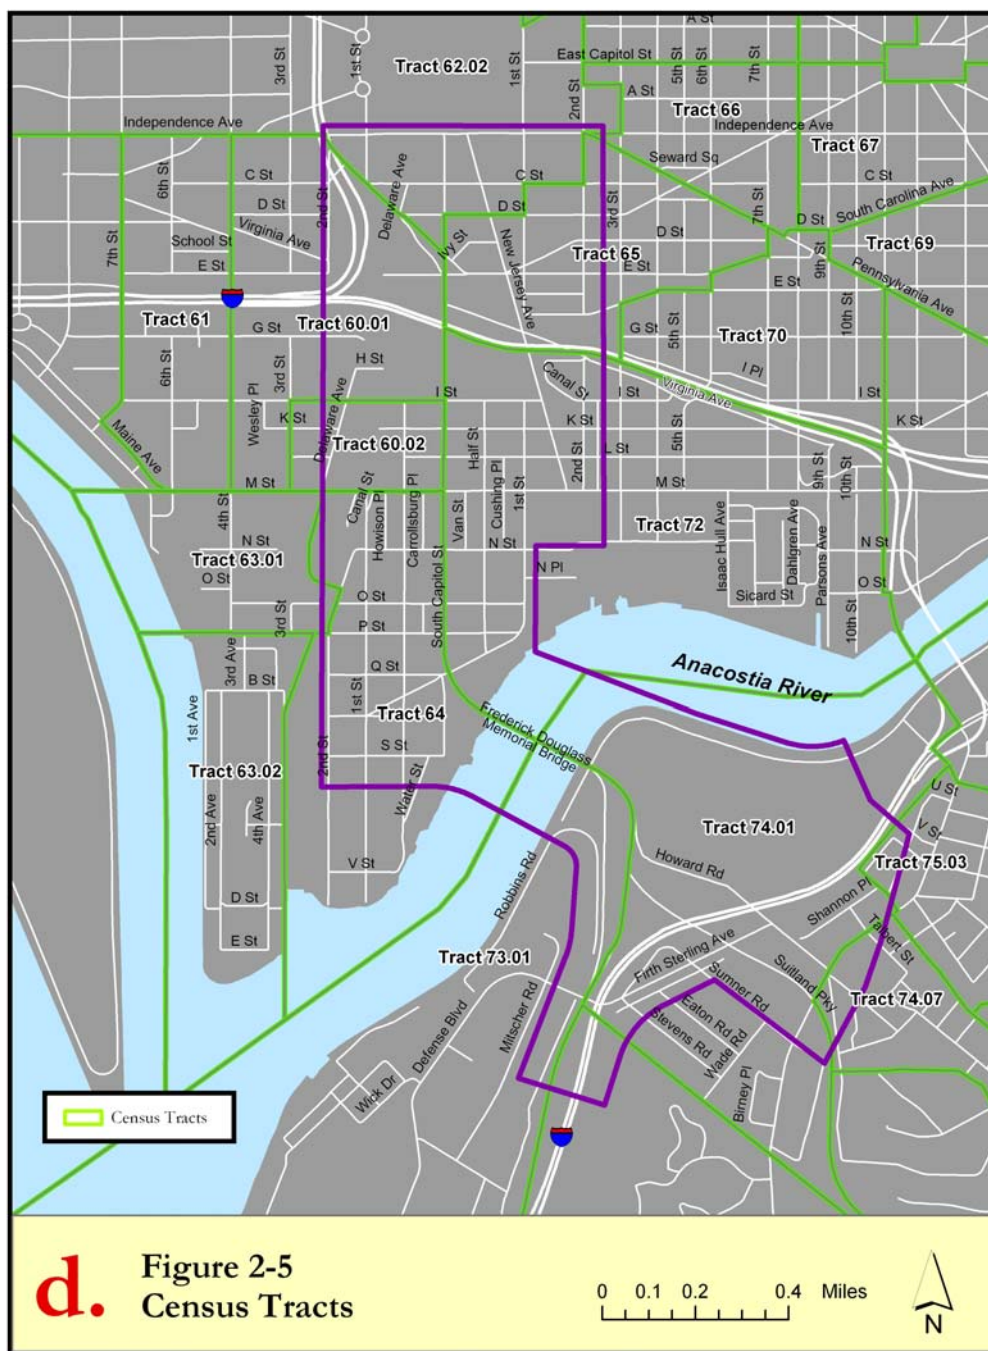 A St
3rd St
1st St
Tract 62.02
1st St
East Capitol St
5th St
6th St
7th St
2nd St
A St
Tract 66
Independence Ave
Independence Ave
Tract 67
Seward Sq
6th St
C St
2nd St
Delaware Ave
C St
3rd St
7th St
C St
South Carolina Ave
D St
D St
D St
Virginia Ave
7th St
School St
Ivy St
New Jersey Ave
D St
9th St
Tract 69
E St
Tract 65
E St
E St
Pennsylvania Ave
10th St
Tract 61
Tract 60.01
G St
G St
5th St
Tract 70
6th St
3rd St
H St
Canal St
I Pl
Wesley Pl
I St
I St
Virginia Ave
I St
K St
Delaware Ave
K St
K St
Maine Ave
Tract 60.02
Half St
2nd St
L St
5th St
M St
Canal St
Howison Pl
Carrollsburg Pl
Van St
Cushing Pl
1st St
M St
9th St
10th St
4th St
Tract 72
Isaac Hull Ave
Dahlgren Ave
Parsons Ave
N St
N St
N St
Tract 63.01
O St
N Pl
O St
O St
Sicard St
3rd St
P St
South Capitol St
10th St
3rd Ave
B St
Q St
Anacostia River
1st Ave
1st St
Tract 64
Frederick Douglass
Memorial Bridge
2nd St
S St
Tract 63.02
Water St
U St
2nd Ave
4th Ave
Tract 74.01
V St
V St
Howard Rd
Tract 75.03
Robbins Rd
Shannon Pl
D St
Talbert St
E St
Tract 73.01
Firth Sterling Ave
Sumner Rd
Suitland Pky
Mitscher Rd
Eaton Rd
Tract 74.07
Defense Blvd
Stevens Rd
Wade Rd
Wick Dr
Birney Pl
Census Tracts
d.
Figure 2-5
Census Tracts
0 0.1 0.2 0.4 Miles
N